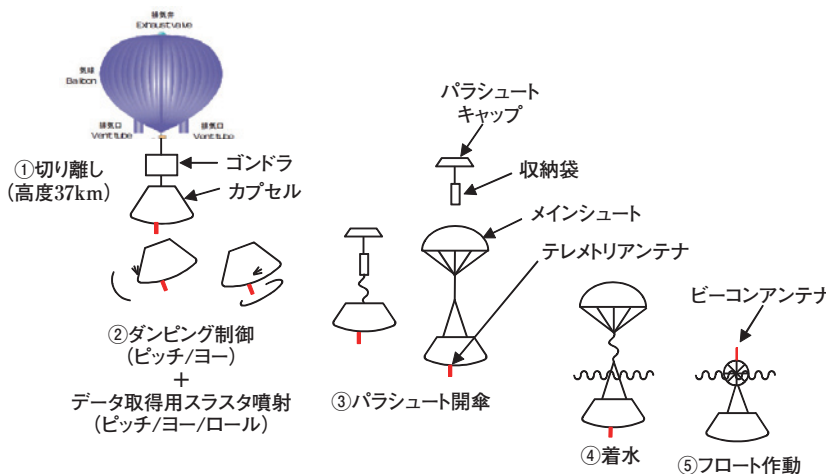 排気弁
Exhaust valve
気球
Balloon
排気口
Vent tube
排気口
Vent tube
①切り離し
(高度37km)
ゴンドラ
カプセル
パラシュート
キャップ
収納袋
メインシュート
テレメトリアンテナ
ビーコンアンテナ
②ダンピング制御
(ピッチ/ヨー)
+
データ取得用スラスタ噴射
(ピッチ/ヨー/ロール)
③パラシュート開傘
④着水
⑤フロート作動